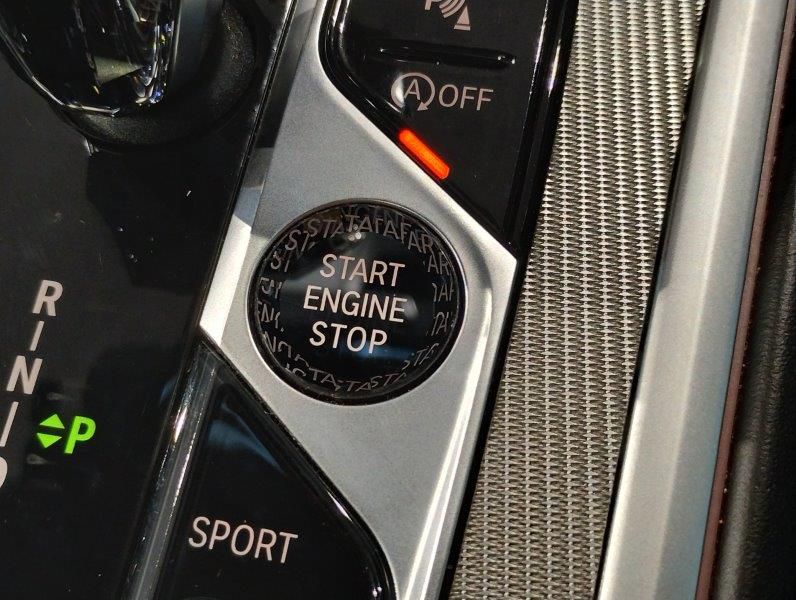 P
A OFF
START
ENGINE
STOP
R
N
P
D
SPORT